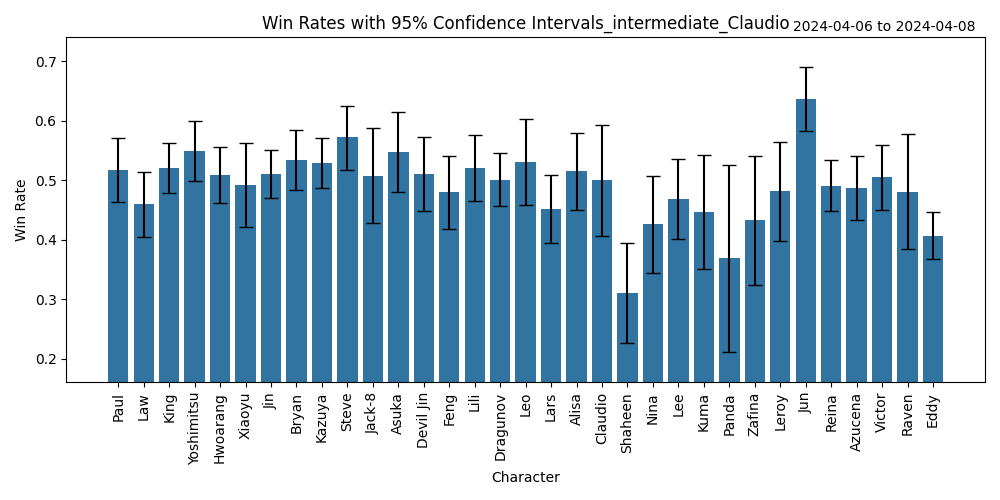 Win Rates with 95% Confidence Intervals_intermediate_Claudio
2024-04-06 to 2024-04-08
Win Rate
0.7
0.6
0.5
0.4
0.3
0.2
Paul
Law
King
Yoshimitsu
Hwoarang
Xiaoyu
Jin
Bryan
Kazuya
Steve
Jack-8
Asuka
Devil Jin
Feng
Lili
Dragunov
Leo
Lars
Alisa
Claudio
Shaheen
Nina
Lee
Kuma
Panda
Zafina
Leroy
Jun
Reina
Azucena
Victor
Raven
Eddy
Character